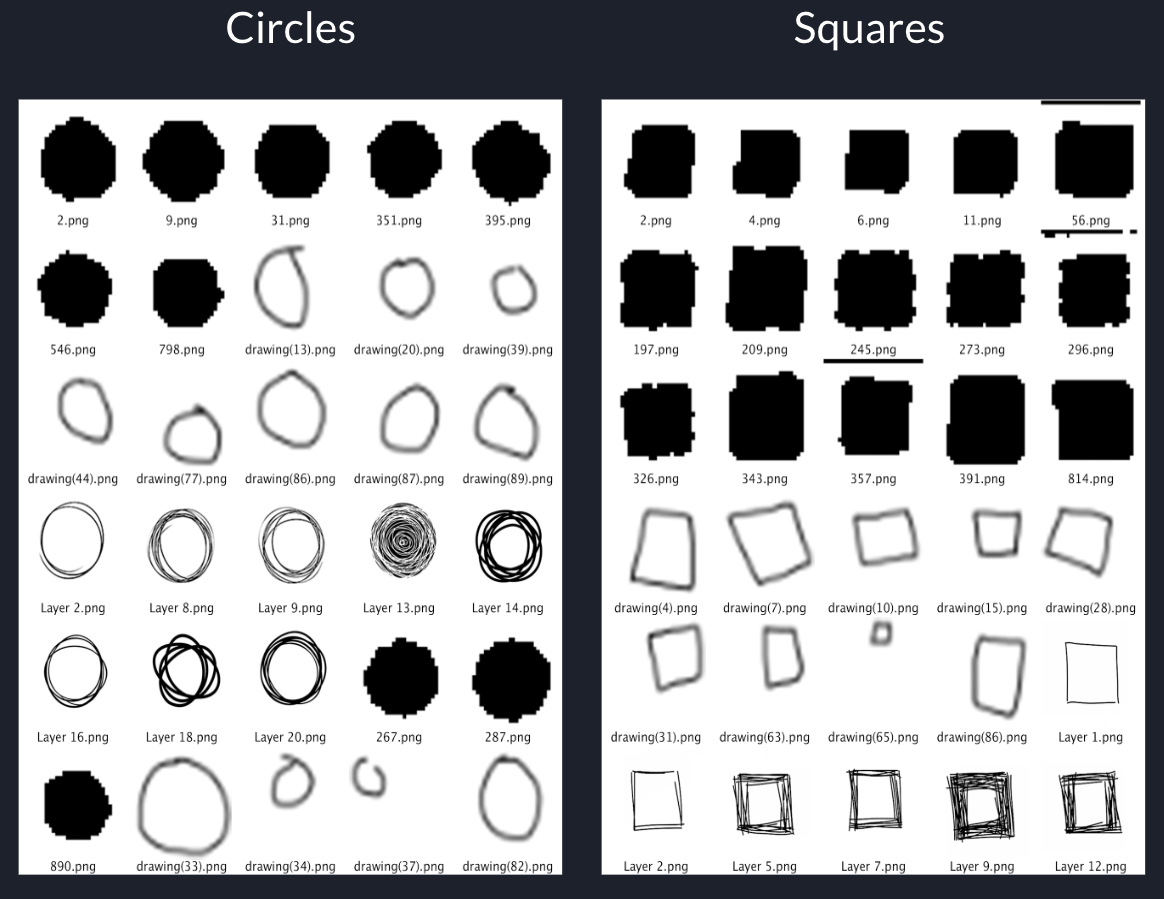 Circles
2.png 9.png 31.png 351.png 395.png
546.png 798.png drawing(13).png drawing(20).png drawing(39).png
drawing(44).png drawing(77).png drawing(86).png drawing(87).png drawing(89).png
Layer 2.png Layer 8.png Layer 9.png Layer 13.png Layer 14.png
Layer 16.png Layer 18.png Layer 20.png 267.png 287.png
890.png drawing(33).png drawing(34).png drawing(37).png drawing(82).png
Squares
2.png 4.png 6.png 11.png 56.png
197.png 209.png 245.png 273.png 296.png
326.png 343.png 357.png 391.png 814.png
drawing(4).png drawing(7).png drawing(10).png drawing(15).png drawing(28).png
drawing(31).png drawing(63).png drawing(65).png drawing(86).png Layer 1.png
Layer 2.png Layer 5.png Layer 7.png Layer 9.png Layer 12.png